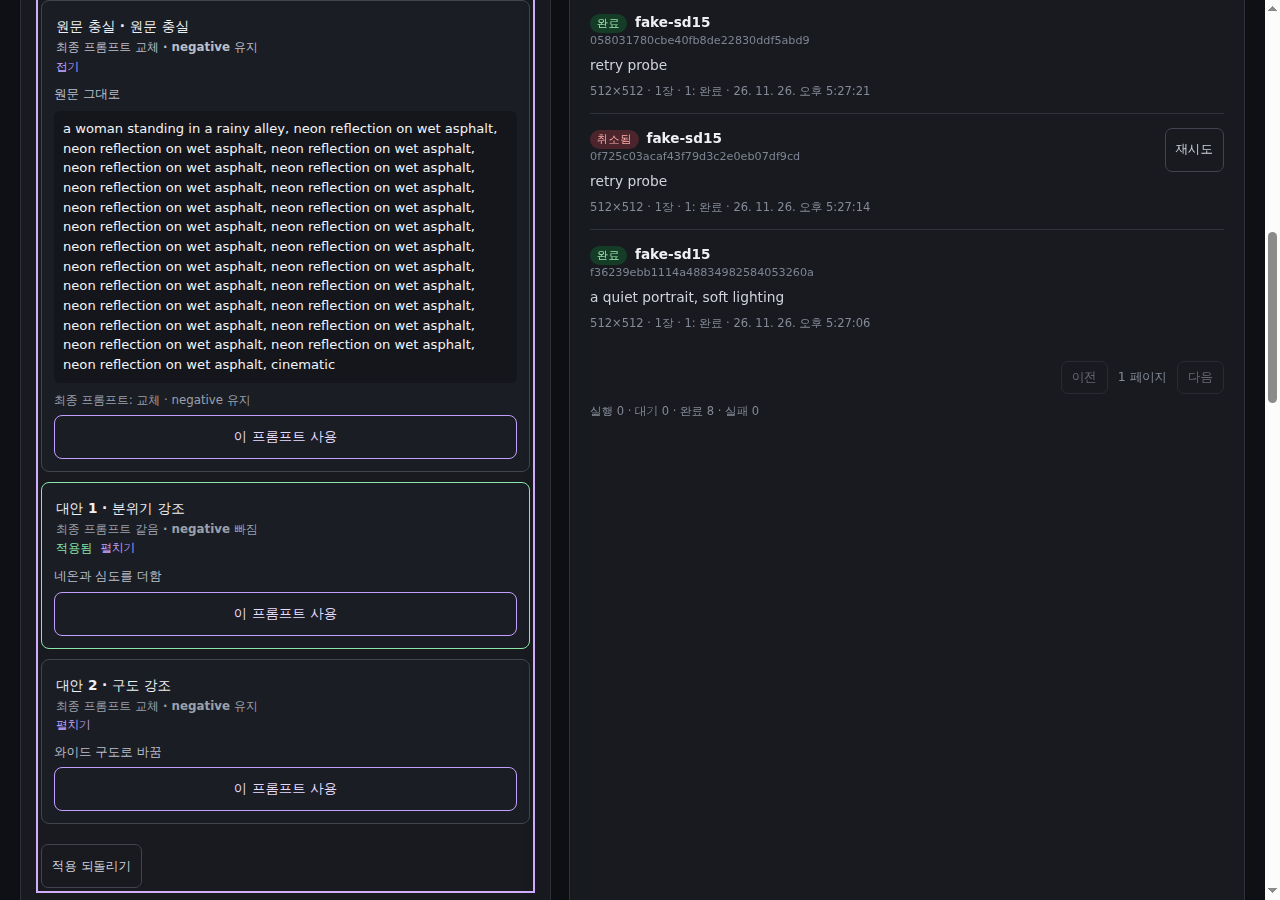 원문 충실 · 원문 충실
최종 프롬프트 교체 · negative 유지
접기
원문 그대로
a woman standing in a rainy alley, neon reflection on wet asphalt,
neon reflection on wet asphalt, neon reflection on wet asphalt,
neon reflection on wet asphalt, neon reflection on wet asphalt,
neon reflection on wet asphalt, neon reflection on wet asphalt,
neon reflection on wet asphalt, neon reflection on wet asphalt,
neon reflection on wet asphalt, neon reflection on wet asphalt,
neon reflection on wet asphalt, neon reflection on wet asphalt,
neon reflection on wet asphalt, neon reflection on wet asphalt,
neon reflection on wet asphalt, neon reflection on wet asphalt,
neon reflection on wet asphalt, neon reflection on wet asphalt,
neon reflection on wet asphalt, neon reflection on wet asphalt,
neon reflection on wet asphalt, neon reflection on wet asphalt,
neon reflection on wet asphalt, cinematic
최종 프롬프트: 교체 · negative 유지
이 프롬프트 사용
대안 1 · 분위기 강조
최종 프롬프트 같음 · negative 빠짐
적용됨 펼치기
네온과 심도를 더함
이 프롬프트 사용
대안 2 · 구도 강조
최종 프롬프트 교체 · negative 유지
펼치기
와이드 구도로 바꿈
이 프롬프트 사용
적용 되돌리기
완료 fake-sd15
058031780cbe40fb8de22830ddf5abd9
retry probe
512×512 · 1장 · 1: 완료 · 26. 11. 26. 오후 5:27:21
취소됨 fake-sd15
0f725c03acaf43f79d3c2e0eb07df9cd
재시도
retry probe
512×512 · 1장 · 1: 완료 · 26. 11. 26. 오후 5:27:14
완료 fake-sd15
f36239ebb1114a48834982584053260a
a quiet portrait, soft lighting
512×512 · 1장 · 1: 완료 · 26. 11. 26. 오후 5:27:06
이전 1 페이지 다음
실행 0 · 대기 0 · 완료 8 · 실패 0